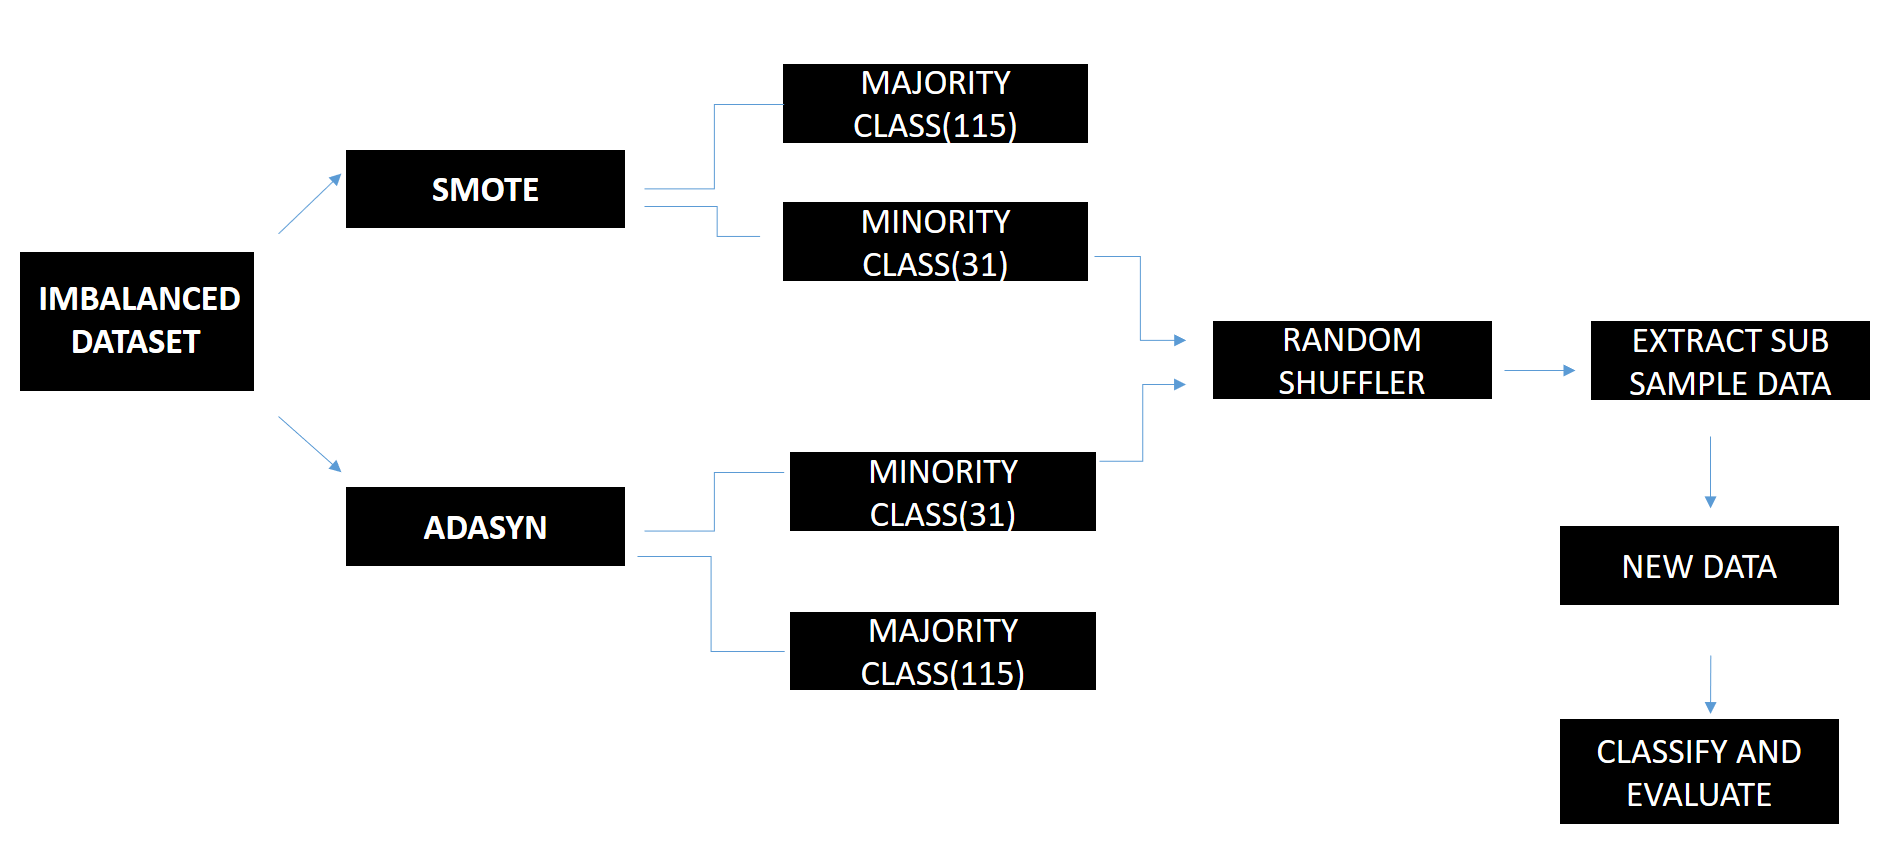 IMBALANCED
DATASET
SMOTE
MAJORITY
CLASS(115)
MINORITY
CLASS(31)
ADASYN
MINORITY
CLASS(31)
MAJORITY
CLASS(115)
RANDOM
SHUFFLER
EXTRACT SUB
SAMPLE DATA
NEW DATA
CLASSIFY AND
EVALUATE